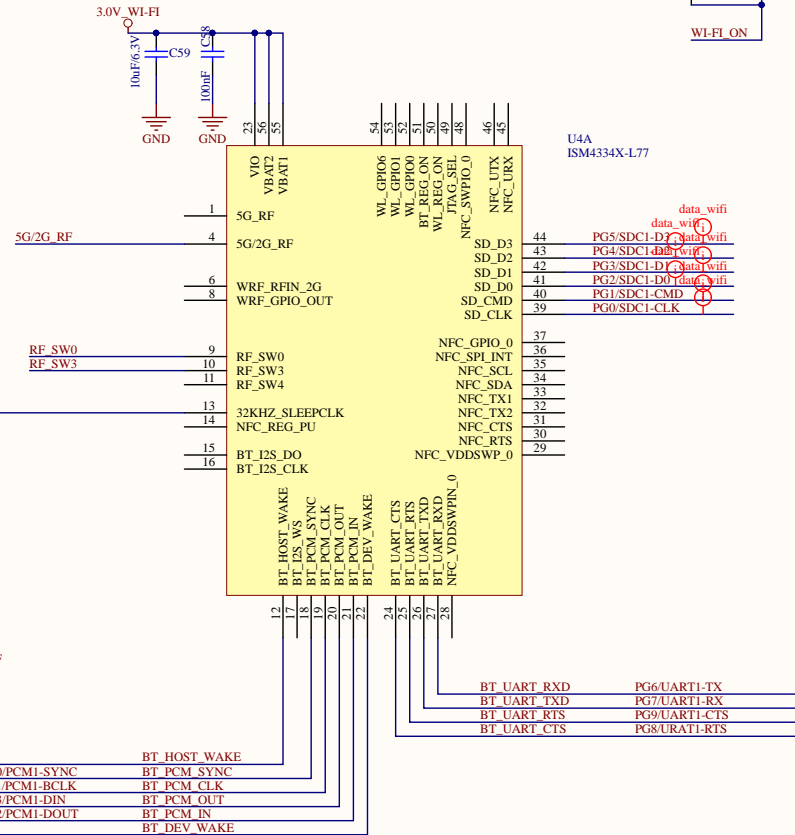 3.0V_WI-FI
WI-FI_ON
10uF/6.3V
C59
C58
100nF
GND
GND
23
56
55
54
53
52
51
50
49
48
46
45
U4A
ISM4334X-L77
VIO
VBAT2
VBAT1
WL_GPIO6
WL_GPIO1
WL_GPIO0
BT_REG_ON
WL_REG_ON
JTAG_SEL
NFC_SWPIO_0
NFC_UTX
NFC_URX
data_wifi
data_wifi
data_wifi
data_wifi
1 5G_RF
5G/2G_RF 4 5G/2G_RF
6 WRF_RFIN_2G
8 WRF_GPIO_OUT
RF_SW0 9 RF_SW0
RF_SW3 10 RF_SW3
11 RF_SW4
13 32KHZ_SLEEPCLK
14 NFC_REG_PU
15 BT_I2S_DO
16 BT_I2S_CLK
SD_D3 44 PG5/SDC1-D3
SD_D2 43 PG4/SDC1-D2
SD_D1 42 PG3/SDC1-D1
SD_D0 41 PG2/SDC1-D0
SD_CMD 40 PG1/SDC1-CMD
SD_CLK 39 PG0/SDC1-CLK
NFC_GPIO_0 37
NFC_SPI_INT 36
NFC_SCL 35
NFC_SDA 34
NFC_TX1 33
NFC_TX2 32
NFC_CTS 31
NFC_RTS 30
NFC_VDDSWP_0 29
BT_HOST_WAKE
BT_I2S_WS
BT_PCM_SYNC
BT_PCM_CLK
BT_PCM_OUT
BT_PCM_IN
BT_DEV_WAKE
BT_UART_CTS
BT_UART_RTS
BT_UART_TXD
BT_UART_RXD
NFC_VDDSWPIN_0
12
17
18
19
20
21
22
24
25
26
27
28
BT_UART_RXD PG6/UART1-TX
BT_UART_TXD PG7/UART1-RX
BT_UART_RTS PG9/UART1-CTS
BT_UART_CTS PG8/URAT1-RTS
BT_HOST_WAKE
/PCM1-SYNC BT_PCM_SYNC
/PCM1-BCLK BT_PCM_CLK
/PCM1-DIN BT_PCM_OUT
/PCM1-DOUT BT_PCM_IN
BT_DEV_WAKE